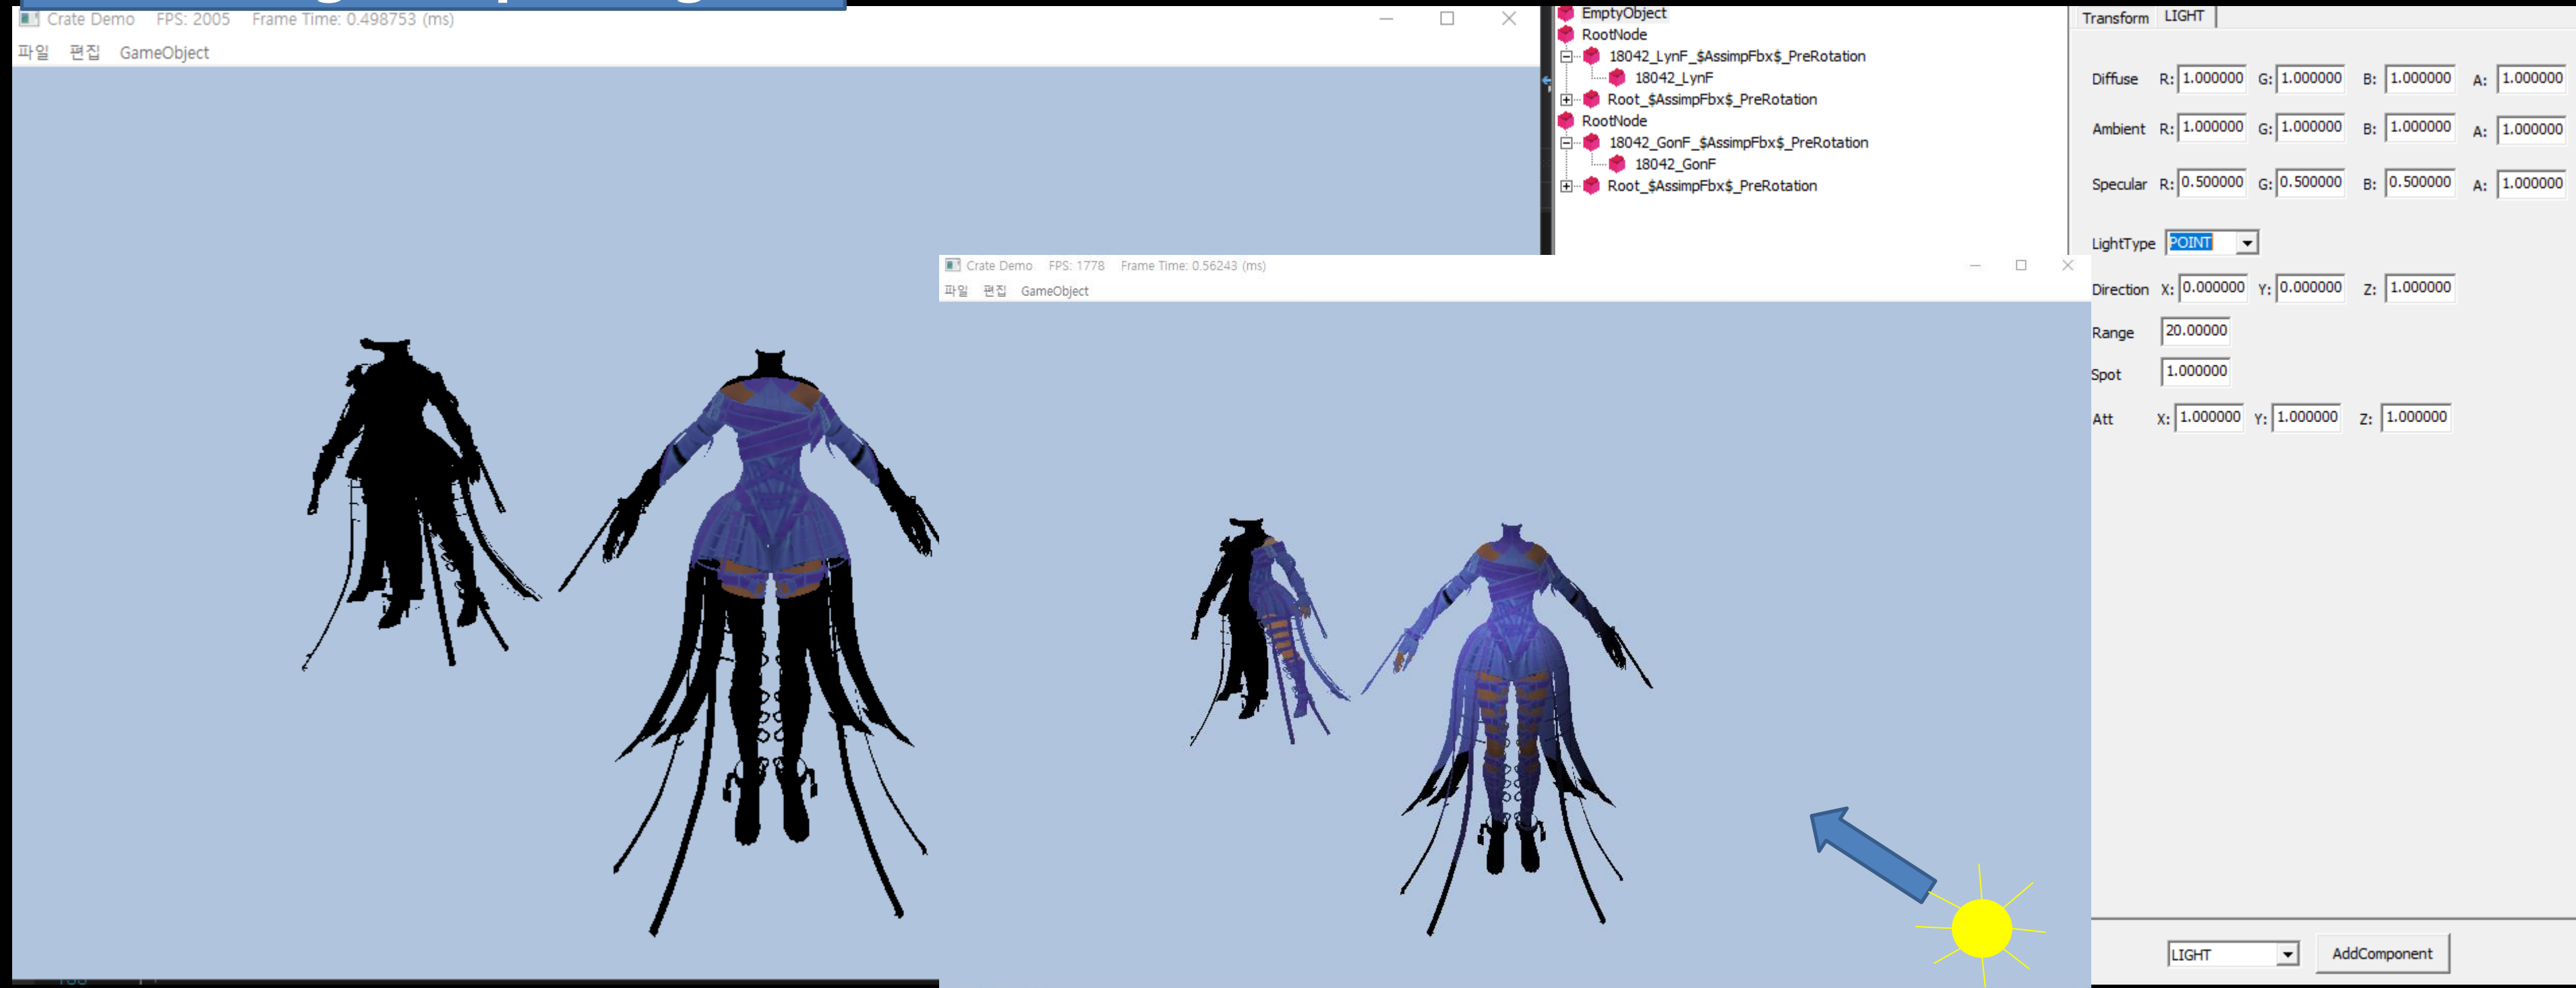 Crate Demo FPS: 2005 Frame Time: 0.498753 (ms)
파일 편집 GameObject
EmptyObject
RootNode
18042_LynF_$AssimpFbx$_PreRotation
18042_LynF
Root_$AssimpFbx$_PreRotation
RootNode
18042_GonF_$AssimpFbx$_PreRotation
18042_GonF
Root_$AssimpFbx$_PreRotation
Crate Demo FPS: 1778 Frame Time: 0.56243 (ms)
파일 편집 GameObject
Transform LIGHT
Diffuse R: 1.000000 G: 1.000000 B: 1.000000 A: 1.000000
Ambient R: 1.000000 G: 1.000000 B: 1.000000 A: 1.000000
Specular R: 0.500000 G: 0.500000 B: 0.500000 A: 1.000000
LightType POINT
Direction X: 0.000000 Y: 0.000000 Z: 1.000000
Range 20.00000
Spot 1.000000
Att X: 1.000000 Y: 1.000000 Z: 1.000000
LIGHT AddComponent